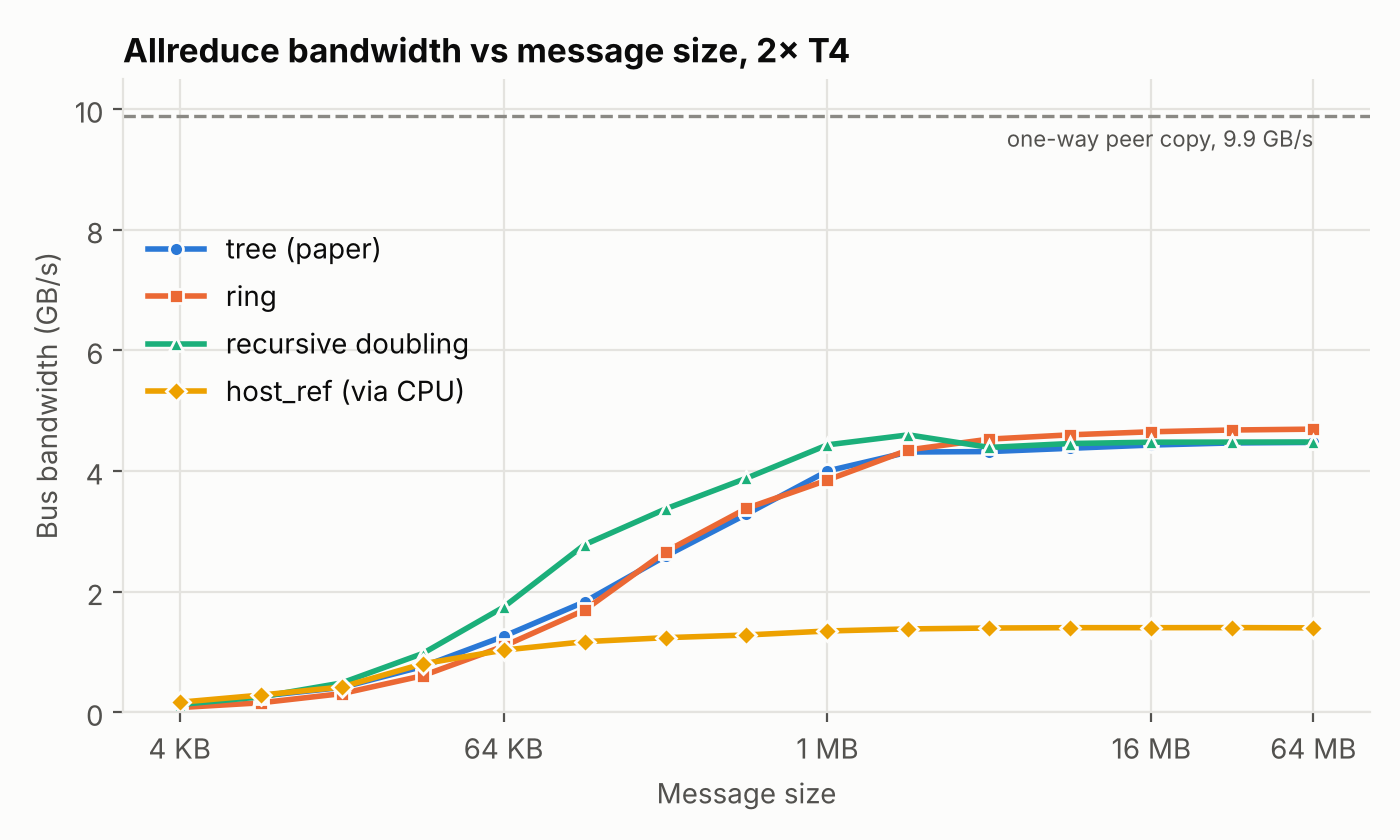 Allreduce bandwidth vs message size, 2× T4
10
one-way peer copy, 9.9 GB/s
8
tree (paper)
ring
6
recursive doubling
host_ref (via CPU)
Bus bandwidth (GB/s)
4
2
0
4 KB 64 KB 1 MB 16 MB 64 MB
Message size